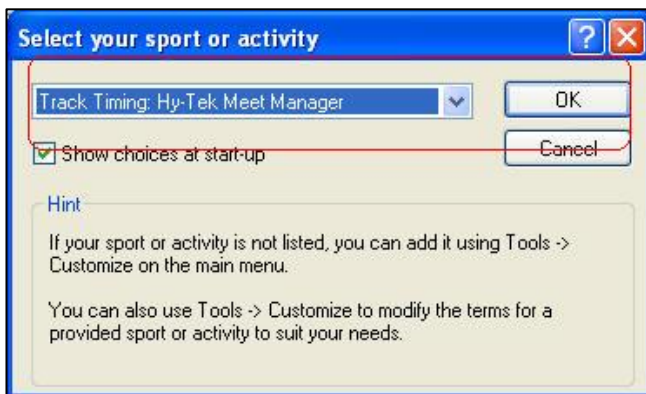 Select your sport or activity
Track Timing: Hy-Tek Meet Manager
OK
Show choices at start-up
Cancel
Hint
If your sport or activity is not listed, you can add it using Tools ->
Customize on the main menu.
You can also use Tools -> Customize to modify the terms for a
provided sport or activity to suit your needs.